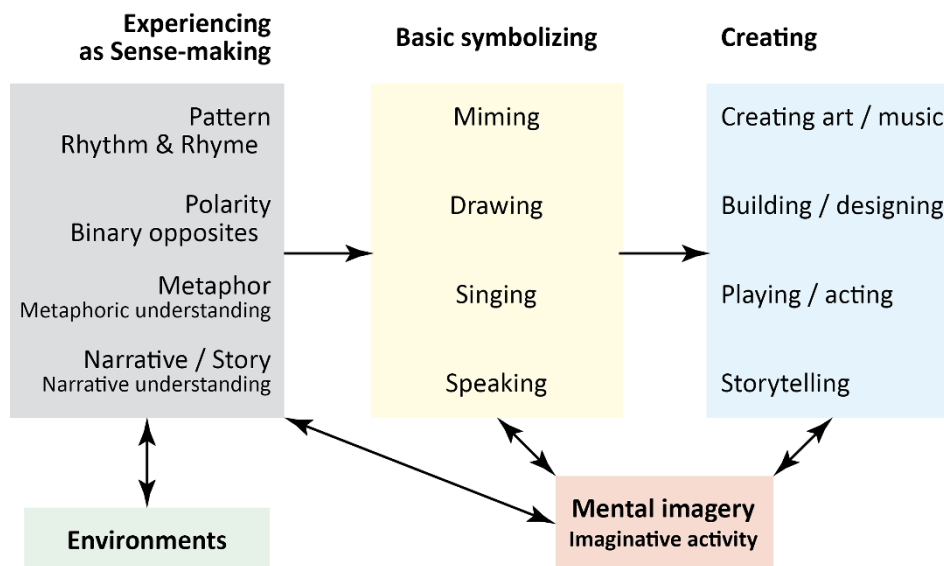 Experiencing
as Sense-making
Pattern
Rhythm & Rhyme
Polarity
Binary opposites
Metaphor
Metaphoric understanding
Narrative / Story
Narrative understanding
Environments
Basic symbolizing
Miming
Drawing
Singing
Speaking
Creating
Creating art / music
Building / designing
Playing / acting
Storytelling
Mental imagery
Imaginative activity